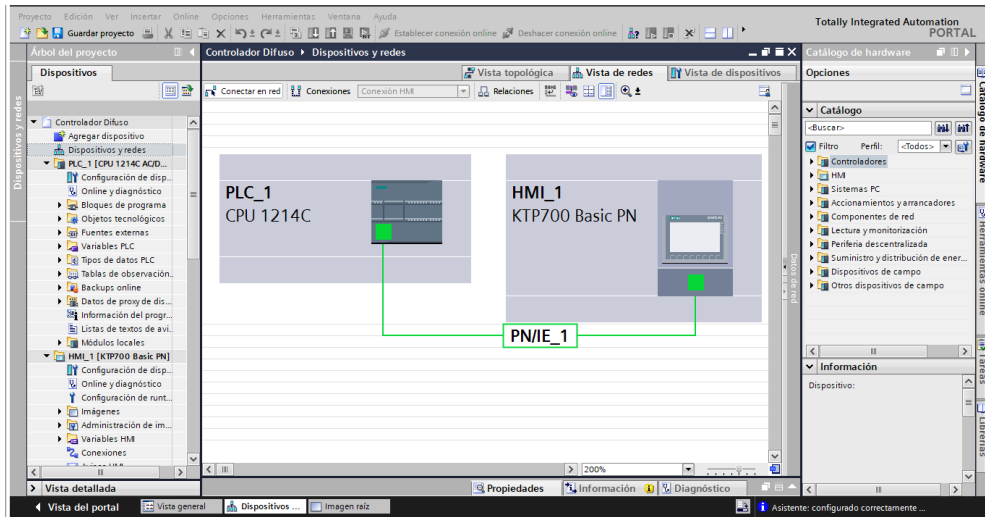 Proyecto Edición Ver Insertar Online Opciones Herramientas Ventana Ayuda
Totally Integrated Automation
PORTAL
Guardar proyecto
Establecer conexión online
Deshacer conexión online
Árbol del proyecto
Controlador Difuso
Dispositivos y redes
Catálogo de hardware
Dispositivos
Vista topológica
Vista de redes
Vista de dispositivos
Opciones
Conectar en red
Conexiones
Conexión HMI
Relaciones
Dispositivos y redes
Controlador Difuso
Agregar dispositivo
Dispositivos y redes
PLC_1 [CPU 1214C AC/D...
Configuración de disp...
Online y diagnóstico
Bloques de programa
Objetos tecnológicos
Fuentes externas
Variables PLC
Tipos de datos PLC
Tablas de observación...
Backups online
Datos de proxy de dis...
Información del progr...
Listas de textos de avi...
Módulos locales
HMI_1 [KTP700 Basic PN]
Configuración de disp...
Online y diagnóstico
Configuración de runt...
Imágenes
Administración de im...
Variables HMI
Conexiones
Vista detallada
PLC_1
CPU 1214C
HMI_1
KTP700 Basic PN
PN/IE_1
Datos de red
200%
Propiedades
Información
Diagnóstico
Catálogo
<Buscar>
Filtro
Perfil:
<Todos>
Controladores
HMI
Sistemas PC
Accionamientos y arrancadores
Componentes de red
Lectura y monitorización
Periferia descentralizada
Suministro y distribución de ener...
Dispositivos de campo
Otros dispositivos de campo
Información
Dispositivo:
Catálogo de hardware
Herramientas online
Tareas
Librerías
Vista del portal
Vista general
Dispositivos ...
Imagen raíz
Asistente: configurado correctamente ...